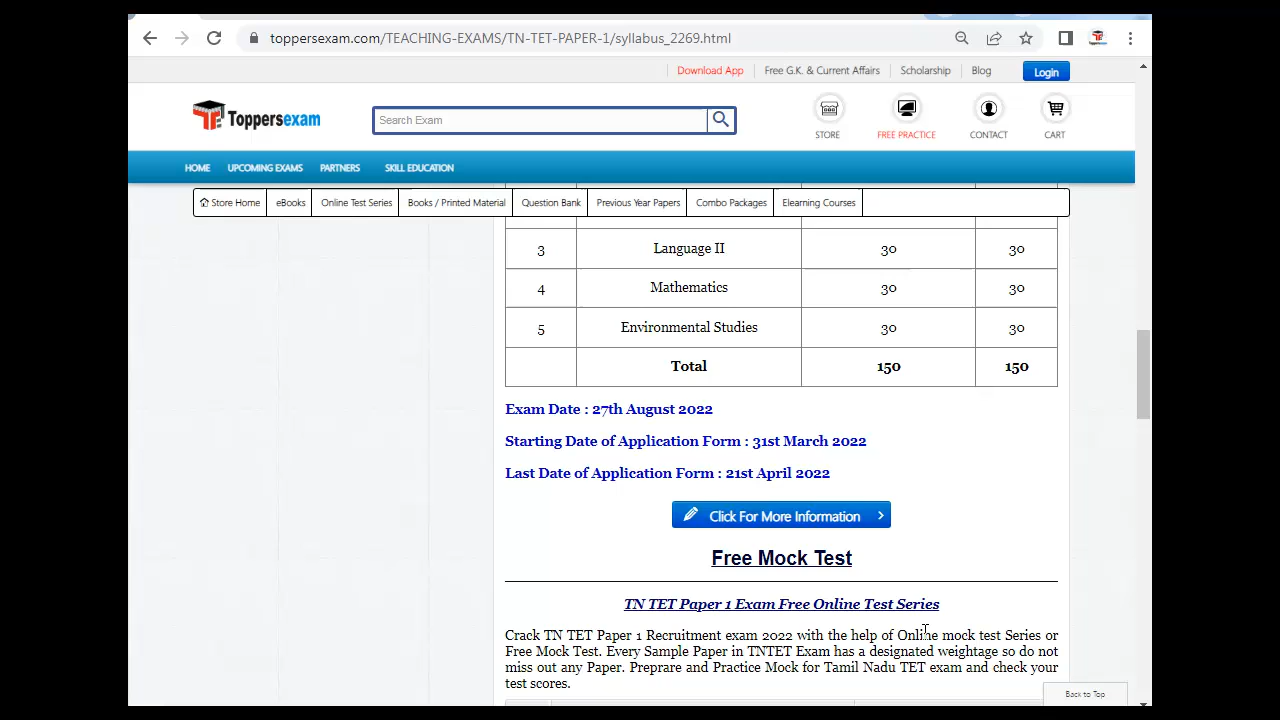 toppersexam.com/TEACHING-EXAMS/TN-TET-PAPER-1/syllabus_2269.html
Download App Free G.K. & Current Affairs Scholarship Blog Login
Toppersexam
Search Exam
STORE FREE PRACTICE CONTACT CART
HOME UPCOMING EXAMS PARTNERS SKILL EDUCATION
Store Home eBooks Online Test Series Books / Printed Material Question Bank Previous Year Papers Combo Packages Elearning Courses
3 Language II 30 30
4 Mathematics 30 30
5 Environmental Studies 30 30
Total 150 150
Exam Date : 27th August 2022
Starting Date of Application Form : 31st March 2022
Last Date of Application Form : 21st April 2022
Click For More Information
Free Mock Test
TN TET Paper 1 Exam Free Online Test Series
Crack TN TET Paper 1 Recruitment exam 2022 with the help of Online mock test Series or
Free Mock Test. Every Sample Paper in TNTET Exam has a designated weightage so do not
miss out any Paper. Preprare and Practice Mock for Tamil Nadu TET exam and check your
test scores.
Back to Top